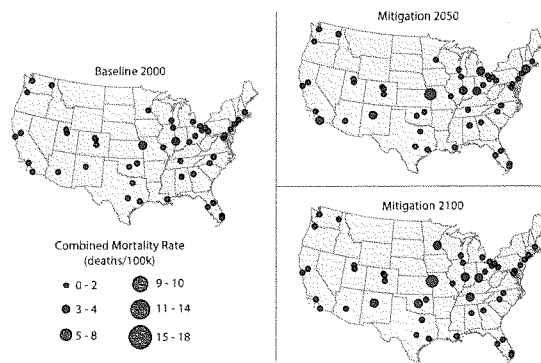 Baseline 2000
Combined Mortality Rate
(deaths/100k)
0 - 2
3 - 4
5 - 8
9 - 10
11 - 14
15 - 18
Mitigation 2050
Mitigation 2100